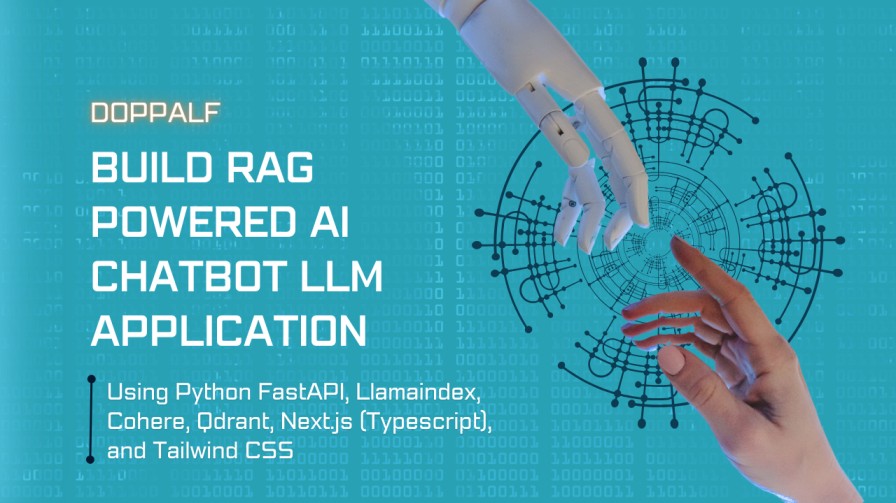 DOPPALF
BUILD RAG
POWERED AI
CHATBOT LLM
APPLICATION
Using Python FastAPI, Llamaindex,
Cohere, Qdrant, Next.js (Typescript),
and Tailwind CSS